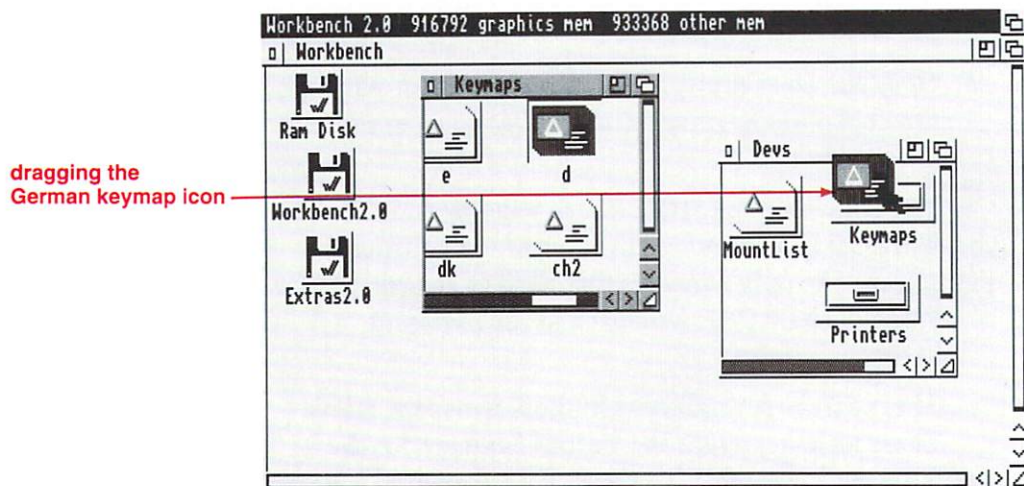 Workbench 2.0 916792 graphics mem 933368 other mem
Workbench
Ram Disk
Workbench2.0
Extras2.0
Keymaps
e
d
dk
ch2
Devs
MountList
Keymaps
Printers
dragging the
German keymap icon